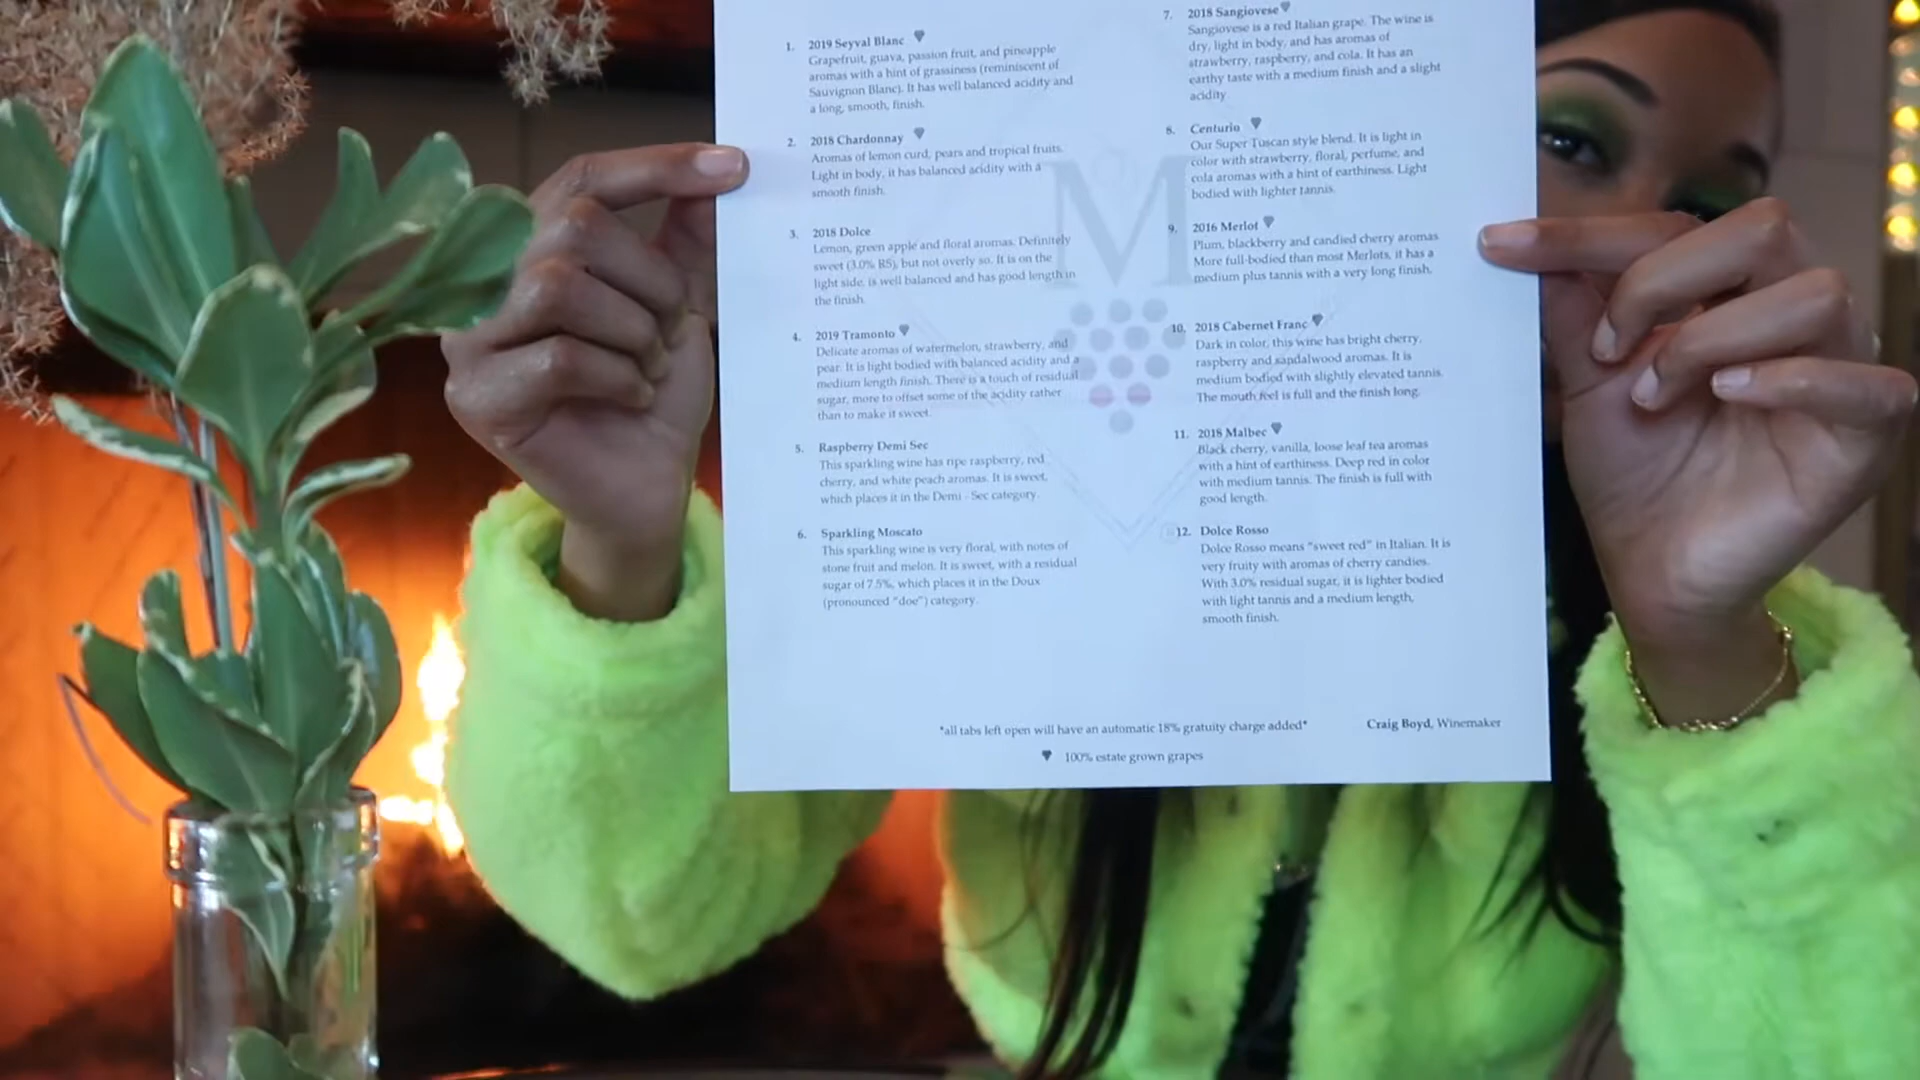 1. 2019 Seyval Blanc
Grapefruit, guava, passion fruit, and pineapple
aromas with a hint of grassiness (reminiscent of
Sauvignon Blanc). It has well balanced acidity and
a long, smooth, finish.
2. 2018 Chardonnay
Aromas of lemon curd, pears and tropical fruits.
Light in body, it has balanced acidity with a
smooth finish.
3. 2018 Dolce
Lemon, green apple and floral aromas. Definitely
sweet (3.0% RS), but not overly so. It is on the
light side, is well balanced and has good length in
the finish.
4. 2019 Tramonto
Delicate aromas of watermelon, strawberry, and
pear. It is light bodied with balanced acidity and a
medium length finish. There is a touch of residual
sugar, more to offset some of the acidity rather
than to make it sweet.
5. Raspberry Demi Sec
This sparkling wine has ripe raspberry, red
cherry, and white peach aromas. It is sweet,
which places it in the Demi - Sec category.
6. Sparkling Moscato
This sparkling wine is very floral, with notes of
stone fruit and melon. It is sweet, with a residual
sugar of 7.5%, which places it in the Doux
(pronounced "doe") category.
7. 2018 Sangiovese
Sangiovese is a red Italian grape. The wine is
dry, light in body, and has aromas of
strawberry, raspberry, and cola. It has an
earthy taste with a medium finish and a slight
acidity
8. Centurio
Our Super Tuscan style blend. It is light in
color with strawberry, floral, perfume, and
cola aromas with a hint of earthiness. Light
bodied with lighter tannis.
9. 2016 Merlot
Plum, blackberry and candied cherry aromas
More full-bodied than most Merlots, it has a
medium plus tannis with a very long finish.
10. 2018 Cabernet Franc
Dark in color, this wine has bright cherry,
raspberry and sandalwood aromas. It is
medium bodied with slightly elevated tannis.
The mouth feel is full and the finish long.
11. 2018 Malbec
Black cherry, vanilla, loose leaf tea aromas
with a hint of earthiness. Deep red in color
with medium tannis. The finish is full with
good length.
12. Dolce Rosso
Dolce Rosso means "sweet red" in Italian. It is
very fruity with aromas of cherry candies.
With 3.0% residual sugar, it is lighter bodied
with light tannis and a medium length,
smooth finish.
M
*all tabs left open will have an automatic 18% gratuity charge added*
Craig Boyd, Winemaker
100% estate grown grapes